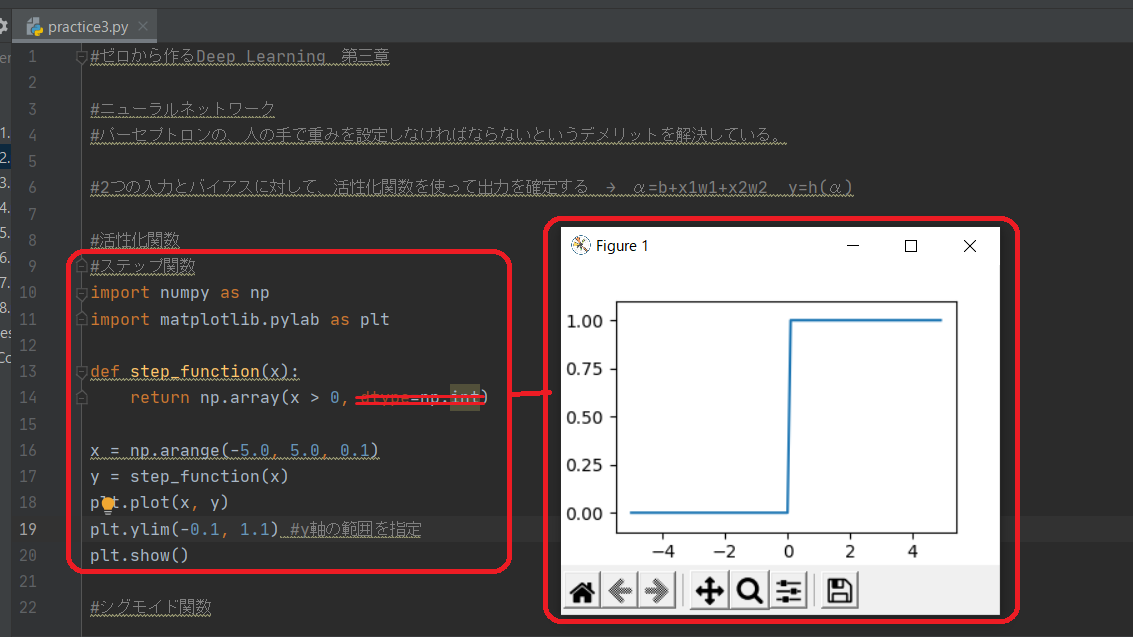 practice3.py
1 #ゼロから作るDeep Learning 第三章
2
3 #ニューラルネットワーク
4 #パーセプトロンの、人の手で重みを設定しなければならないというデメリットを解決している。
5
6 #2つの入力とバイアスに対して、活性化関数を使って出力を確定する → α=b+x1w1+x2w2 y=h(α)
7
8 #活性化関数
9 #ステップ関数
10 import numpy as np
11 import matplotlib.pylab as plt
12
13 def step_function(x):
14 return np.array(x > 0, dtype=np.int)
15
16 x = np.arange(-5.0, 5.0, 0.1)
17 y = step_function(x)
18 plt.plot(x, y)
19 plt.ylim(-0.1, 1.1) #y軸の範囲を指定
20 plt.show()
21
22 #シグモイド関数
Figure 1
1.00
0.75
0.50
0.25
0.00
−4 −2 0 2 4